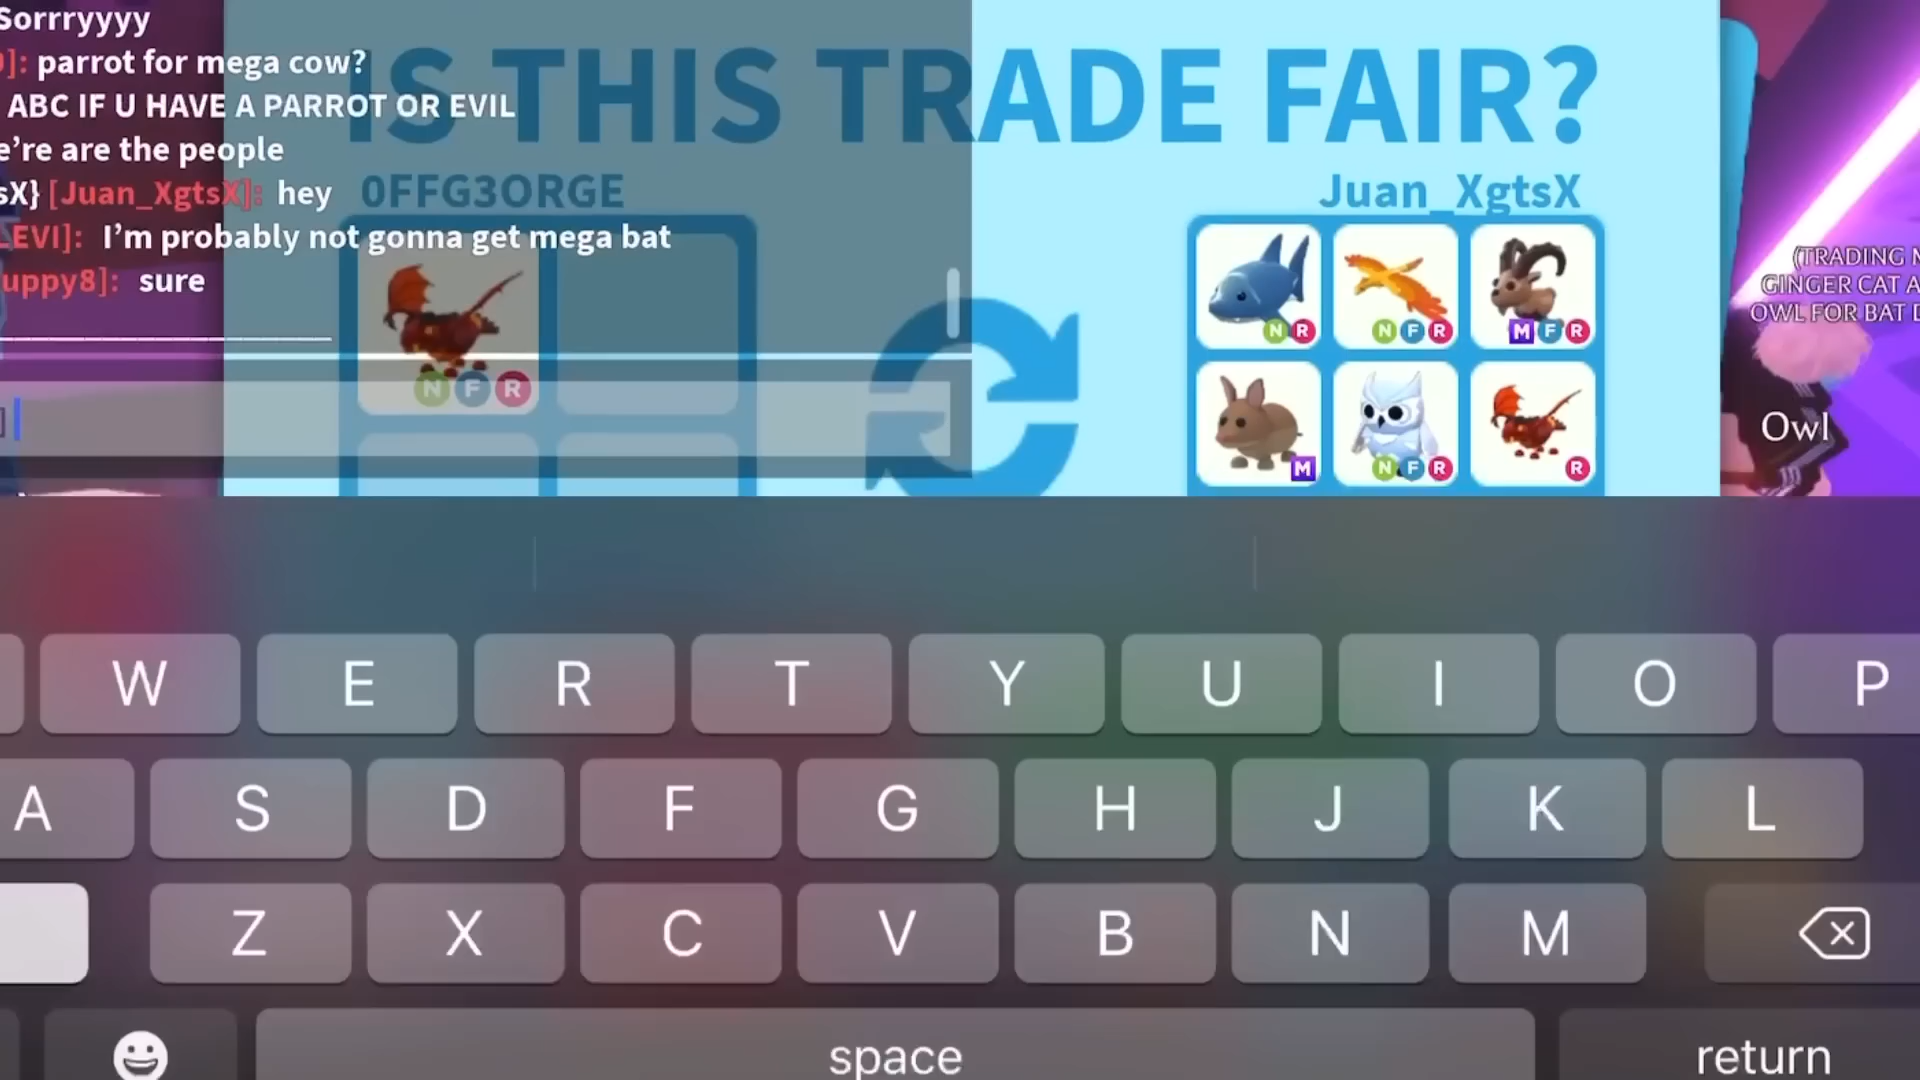 Sorrryyyy
]: parrot for mega cow?
ABC IF U HAVE A PARROT OR EVIL
e're are the people
sX} [Juan_XgtsX]: hey
LEVI]: I'm probably not gonna get mega bat
uppy8]: sure
IS THIS TRADE FAIR?
0FFG3ORGE
Juan_XgtsX
N F R
N R
N F R
M F R
M
N F R
R
(TRADING M
GINGER CAT A
OWL FOR BAT D
Owl
W E R T Y U I O P
A S D F G H J K L
Z X C V B N M
space
return